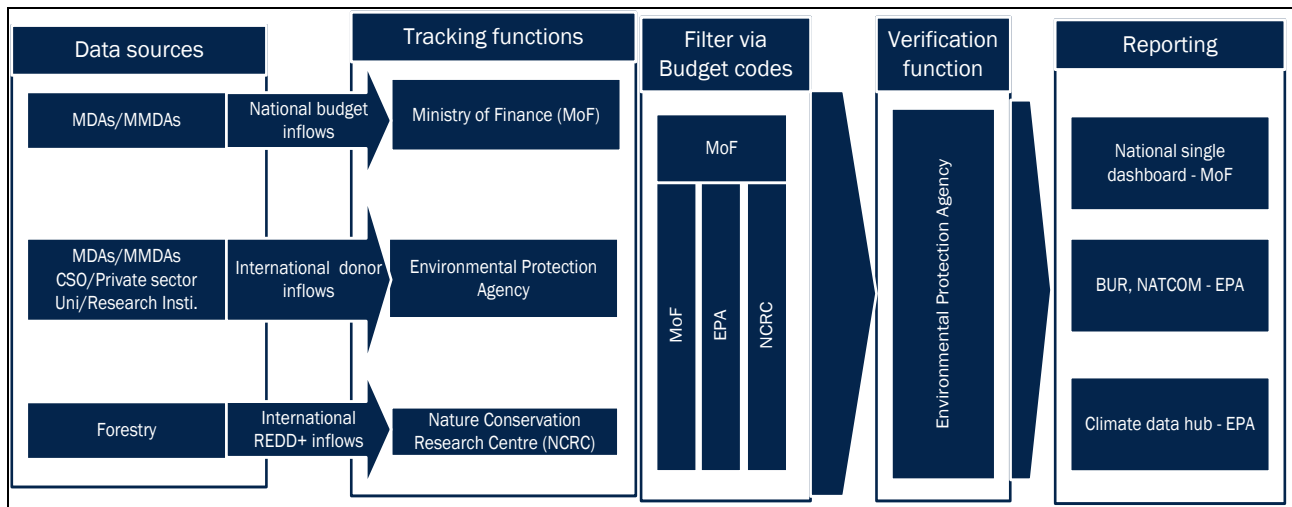 Data sources
MDAs/MMDAs
MDAs/MMDAs
CSO/Private sector
Uni/Research Insti.
Forestry
National budget
inflows
International donor
inflows
International
REDD+ inflows
Tracking functions
Ministry of Finance (MoF)
Environmental Protection
Agency
Nature Conservation
Research Centre (NCRC)
Filter via
Budget codes
MoF
MoF
EPA
NCRC
Verification
function
Environmental Protection Agency
Reporting
National single
dashboard - MoF
BUR, NATCOM - EPA
Climate data hub - EPA